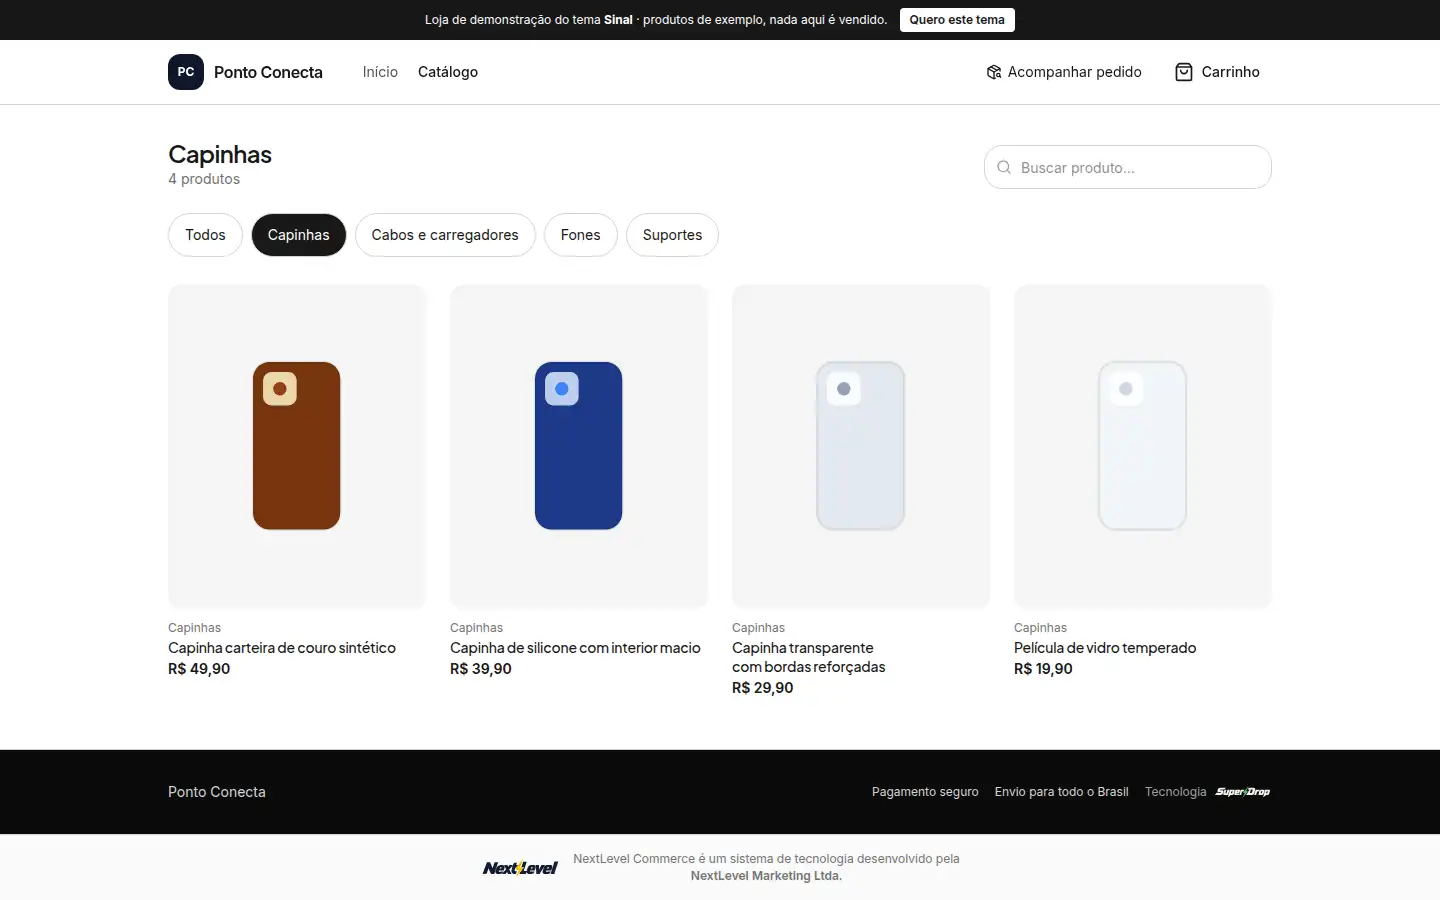 Loja de demonstração do tema Sinal · produtos de exemplo, nada aqui é vendido. Quero este tema
PC Ponto Conecta Início Catálogo Acompanhar pedido Carrinho
Capinhas
4 produtos
Buscar produto...
Todos Capinhas Cabos e carregadores Fones Suportes
Capinhas
Capinha carteira de couro sintético
R$ 49,90
Capinhas
Capinha de silicone com interior macio
R$ 39,90
Capinhas
Capinha transparente
com bordas reforçadas
R$ 29,90
Capinhas
Película de vidro temperado
R$ 19,90
Ponto Conecta Pagamento seguro Envio para todo o Brasil Tecnologia SuperDrop
NextLevel
NextLevel Commerce é um sistema de tecnologia desenvolvido pela
NextLevel Marketing Ltda.